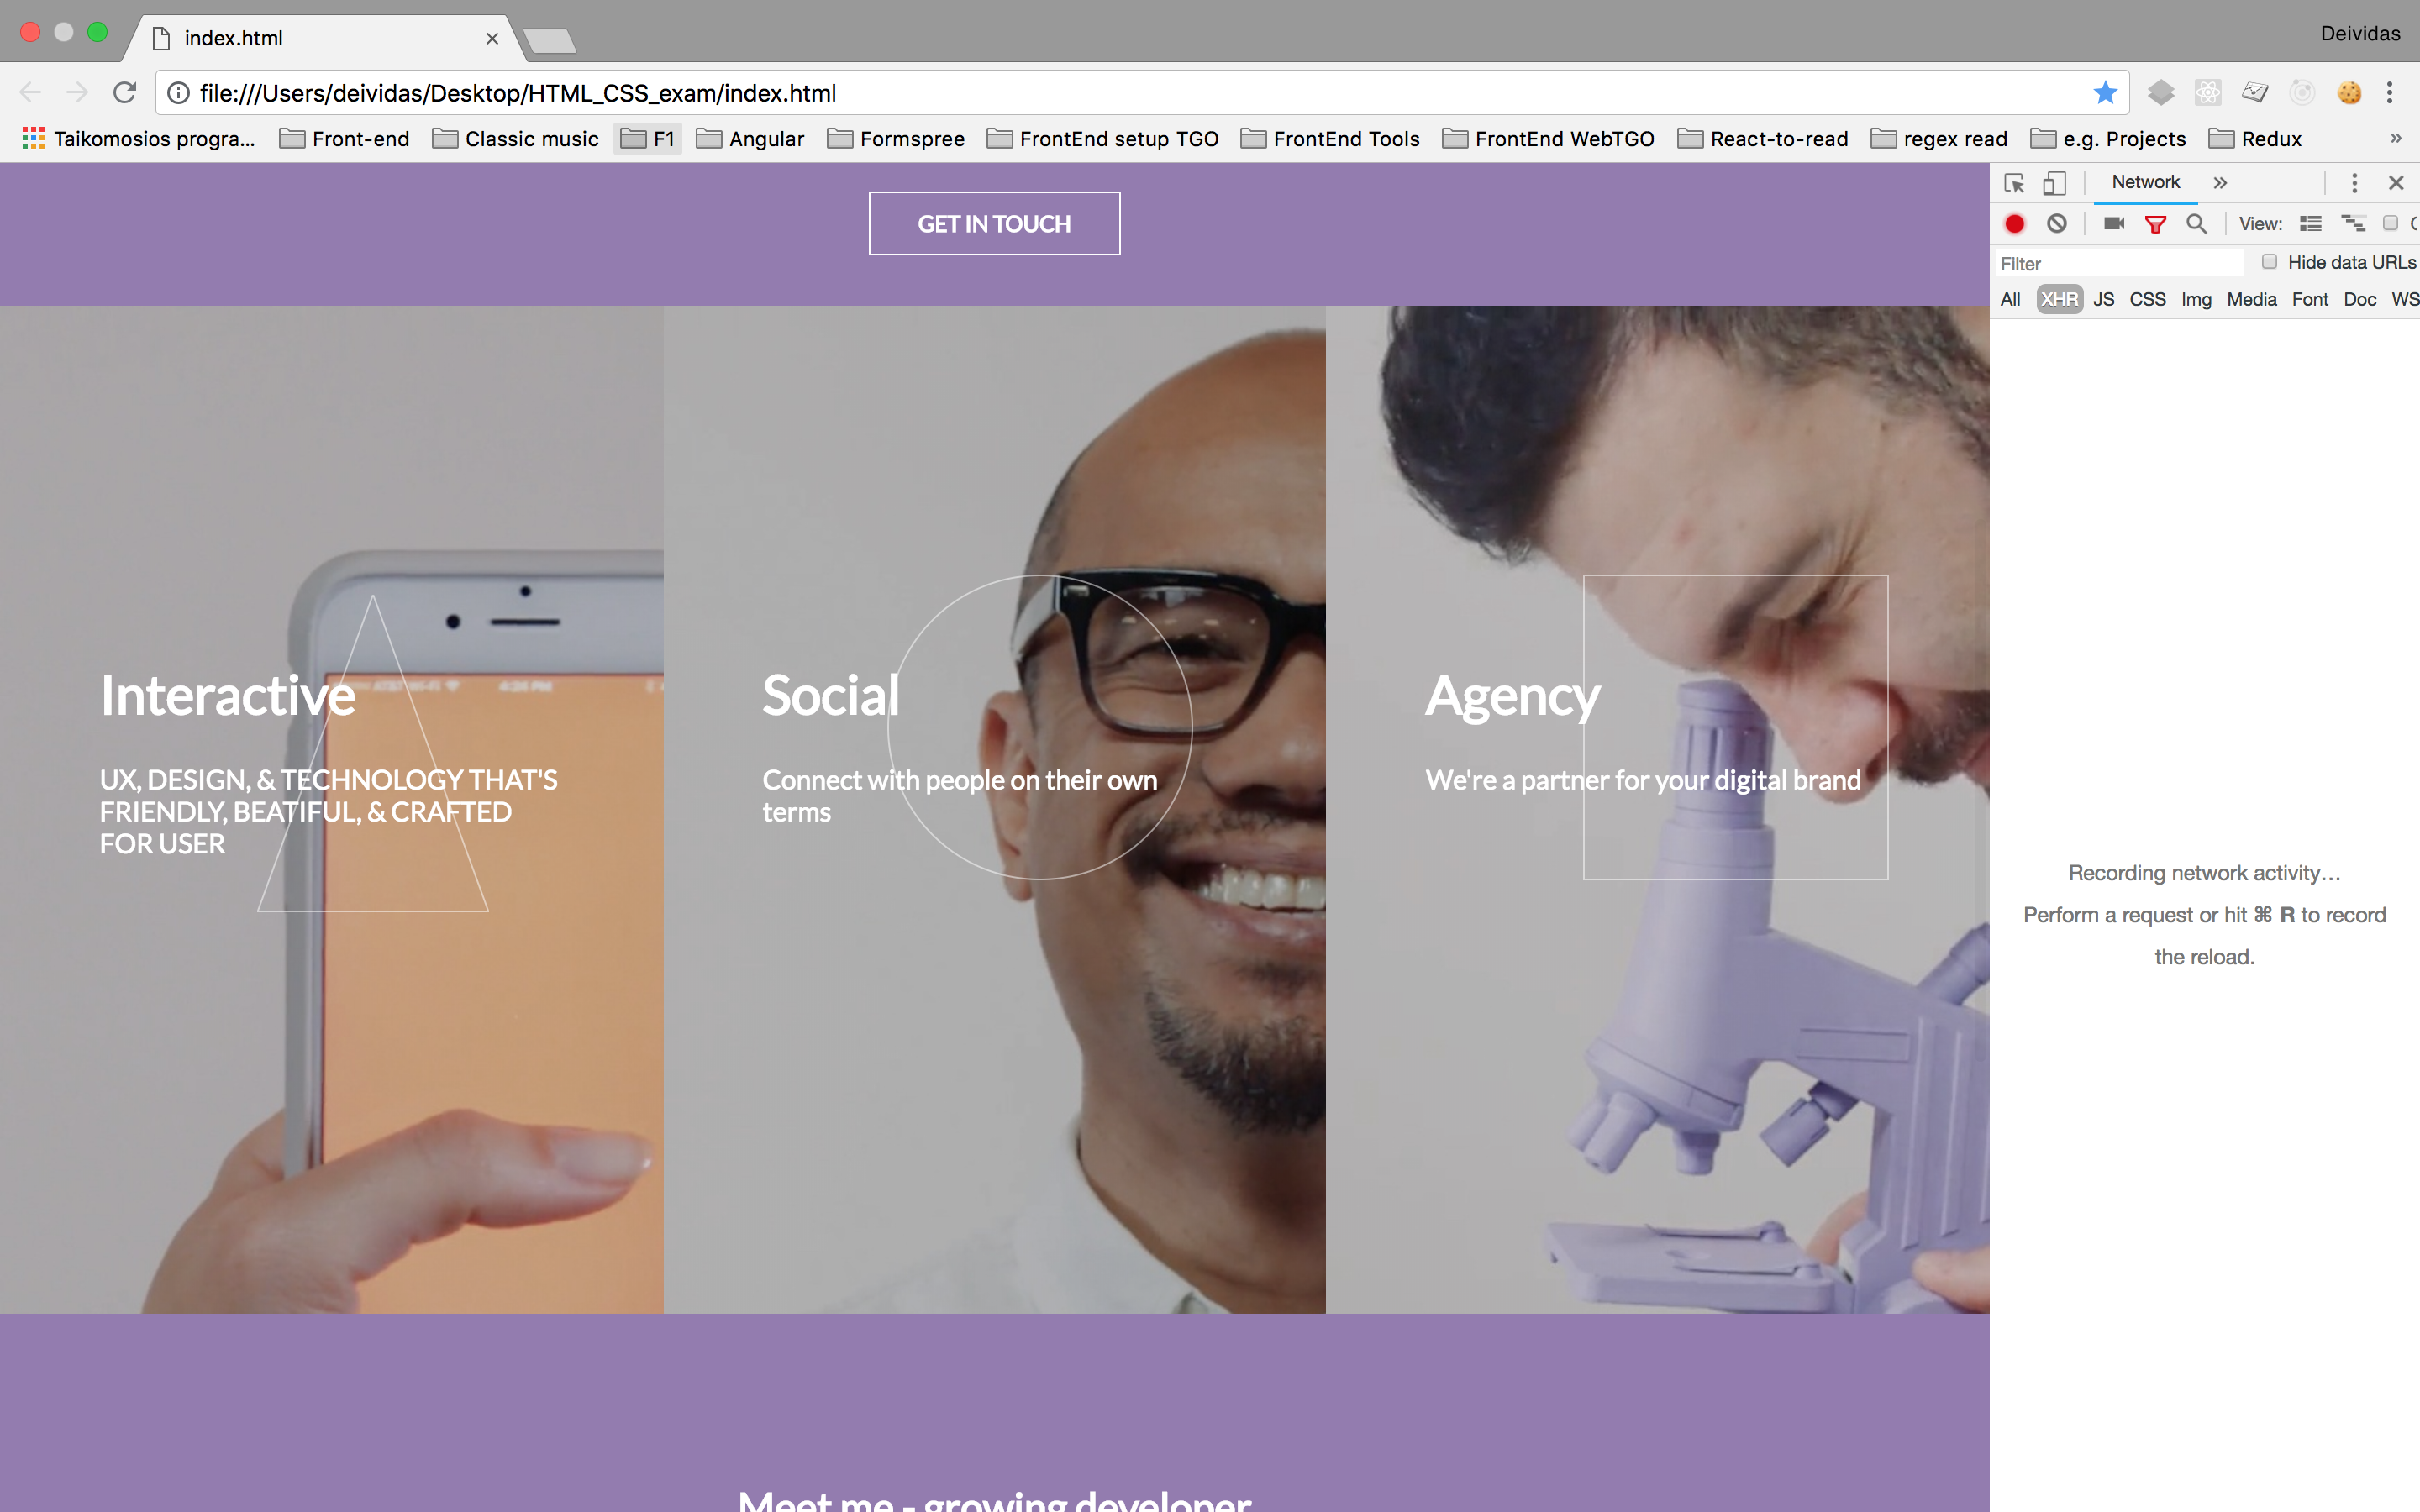 index.html
Deividas
file:///Users/deividas/Desktop/HTML_CSS_exam/index.html
Taikomosios progra... Front-end Classic music F1 Angular Formspree FrontEnd setup TGO FrontEnd Tools FrontEnd WebTGO React-to-read regex read e.g. Projects Redux »
GET IN TOUCH
Interactive
UX, DESIGN, & TECHNOLOGY THAT'S
FRIENDLY, BEATIFUL, & CRAFTED
FOR USER
4:26 PM
Social
Connect with people on their own
terms
Agency
We're a partner for your digital brand
Meet me - growing developer
Network »
View:
Filter
Hide data URLs
All XHR JS CSS Img Media Font Doc WS
Recording network activity...
Perform a request or hit ⌘ R to record
the reload.